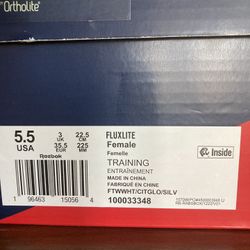 "Ortholite"
5.5
USA
3
UK
22.5
CM
35.5
EUR
225
MM
Reebok
1 96463 15056 4
FLUXLITE
Female
Femelle
TRAINING
ENTRAÎNEMENT
MADE IN CHINA
FABRIQUÉ EN CHINE
FTWWHT/CITGLO/SILV
100033348
Inside